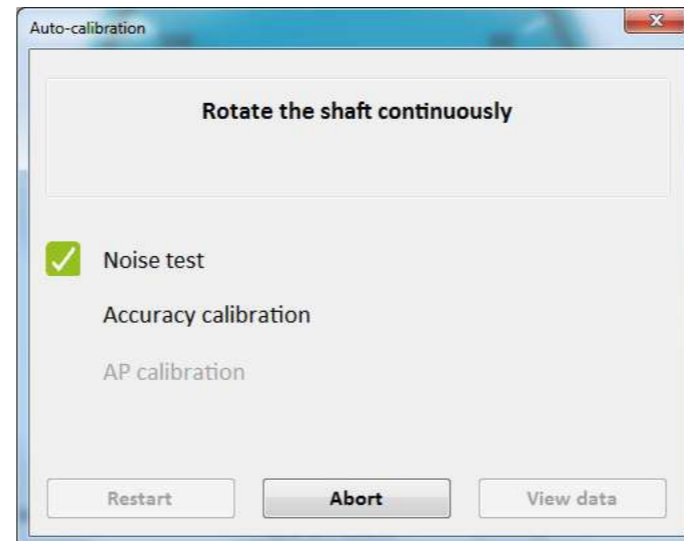 Auto-calibration
Rotate the shaft continuously
Noise test
Accuracy calibration
AP calibration
Restart
Abort
View data